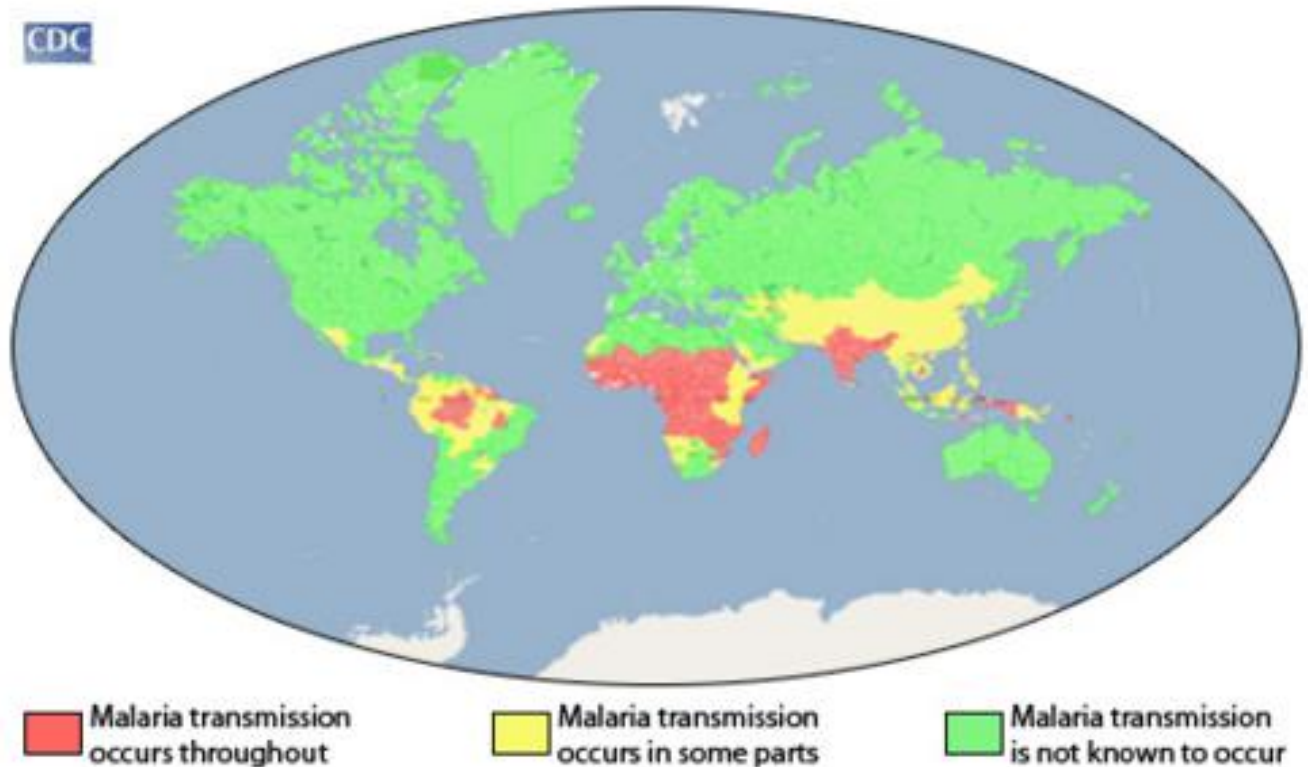 CDC
Malaria transmission
occurs throughout
Malaria transmission
occurs in some parts
Malaria transmission
is not known to occur